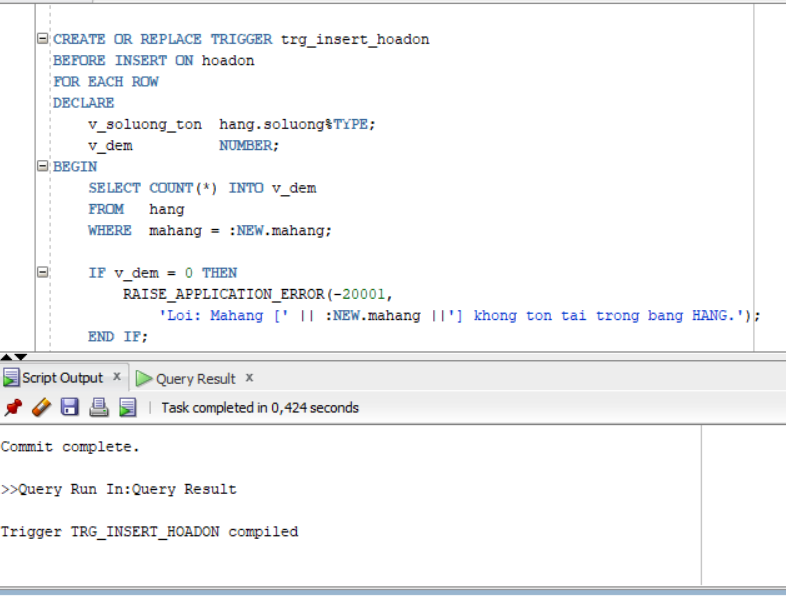 CREATE OR REPLACE TRIGGER trg_insert_hoadon
BEFORE INSERT ON hoadon
FOR EACH ROW
DECLARE
    v_soluong_ton  hang.soluong%TYPE;
    v_dem          NUMBER;
BEGIN
    SELECT COUNT(*) INTO v_dem
    FROM   hang
    WHERE  mahang = :NEW.mahang;
    IF v_dem = 0 THEN
        RAISE_APPLICATION_ERROR(-20001,
            'Loi: Mahang [' || :NEW.mahang ||'] khong ton tai trong bang HANG.');
    END IF;
Script Output x Query Result x
Task completed in 0,424 seconds
Commit complete.
>>Query Run In:Query Result
Trigger TRG_INSERT_HOADON compiled